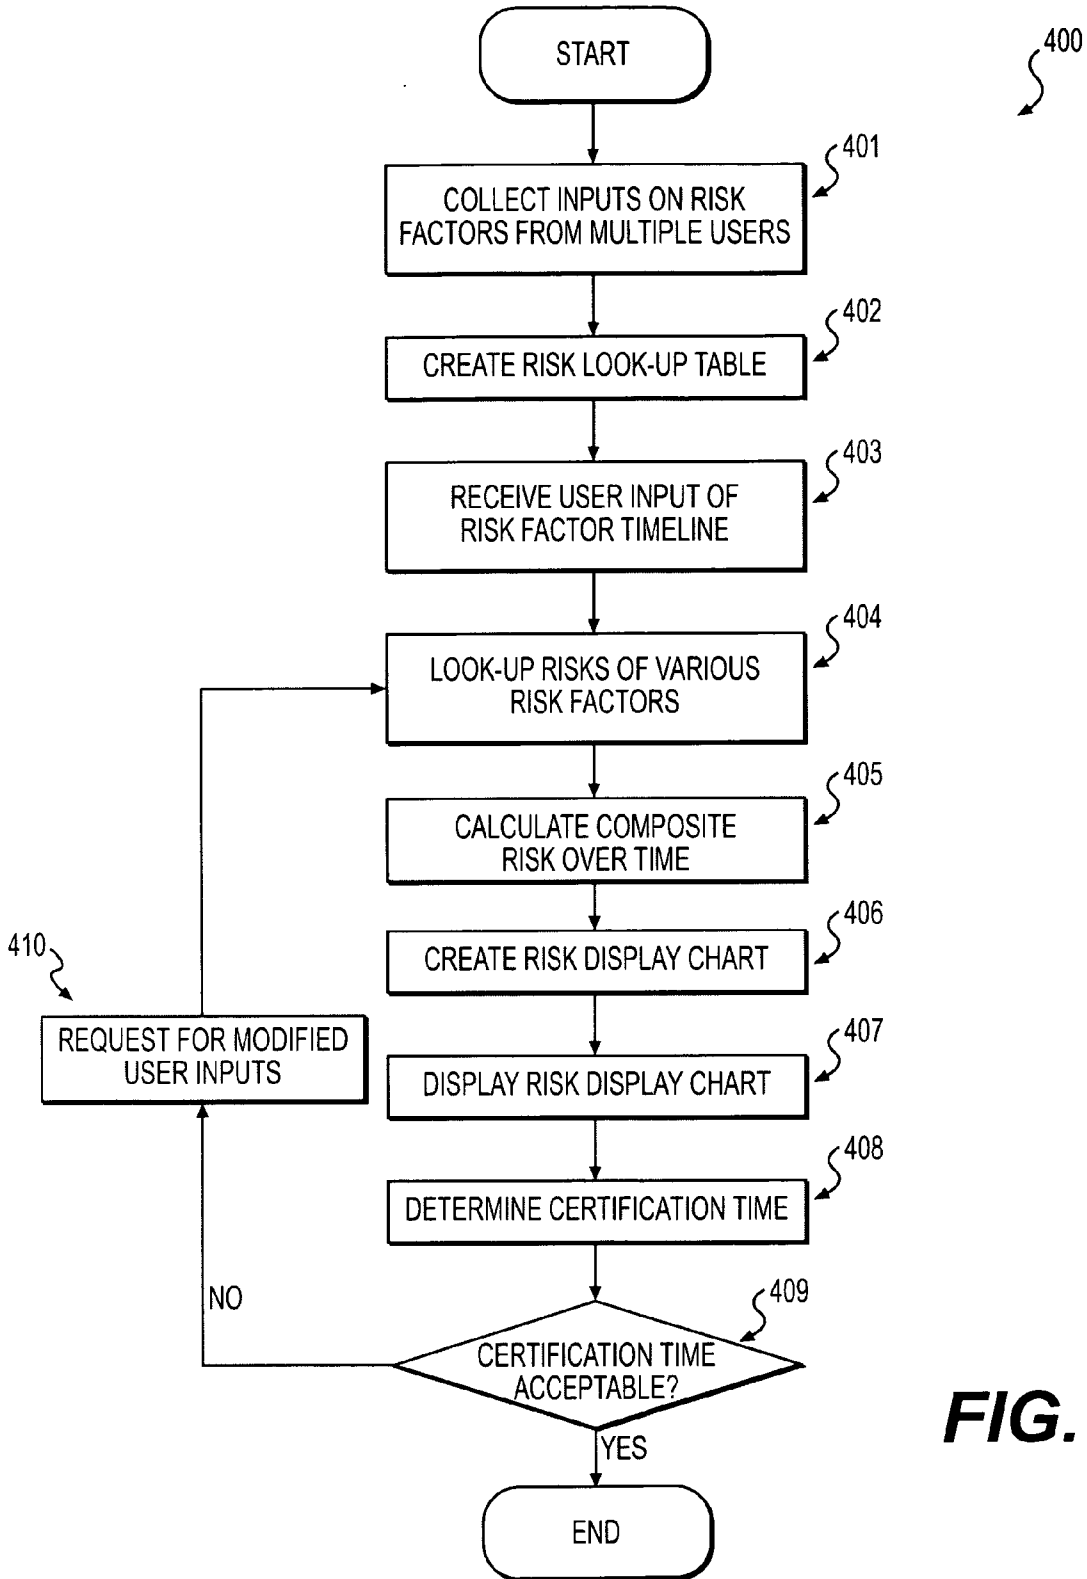 START
400
401
COLLECT INPUTS ON RISK
FACTORS FROM MULTIPLE USERS
402
CREATE RISK LOOK-UP TABLE
403
RECEIVE USER INPUT OF
RISK FACTOR TIMELINE
404
LOOK-UP RISKS OF VARIOUS
RISK FACTORS
405
CALCULATE COMPOSITE
RISK OVER TIME
406
CREATE RISK DISPLAY CHART
410
REQUEST FOR MODIFIED
USER INPUTS
407
DISPLAY RISK DISPLAY CHART
408
DETERMINE CERTIFICATION TIME
NO
409
CERTIFICATION TIME
ACCEPTABLE?
FIG.
YES
END